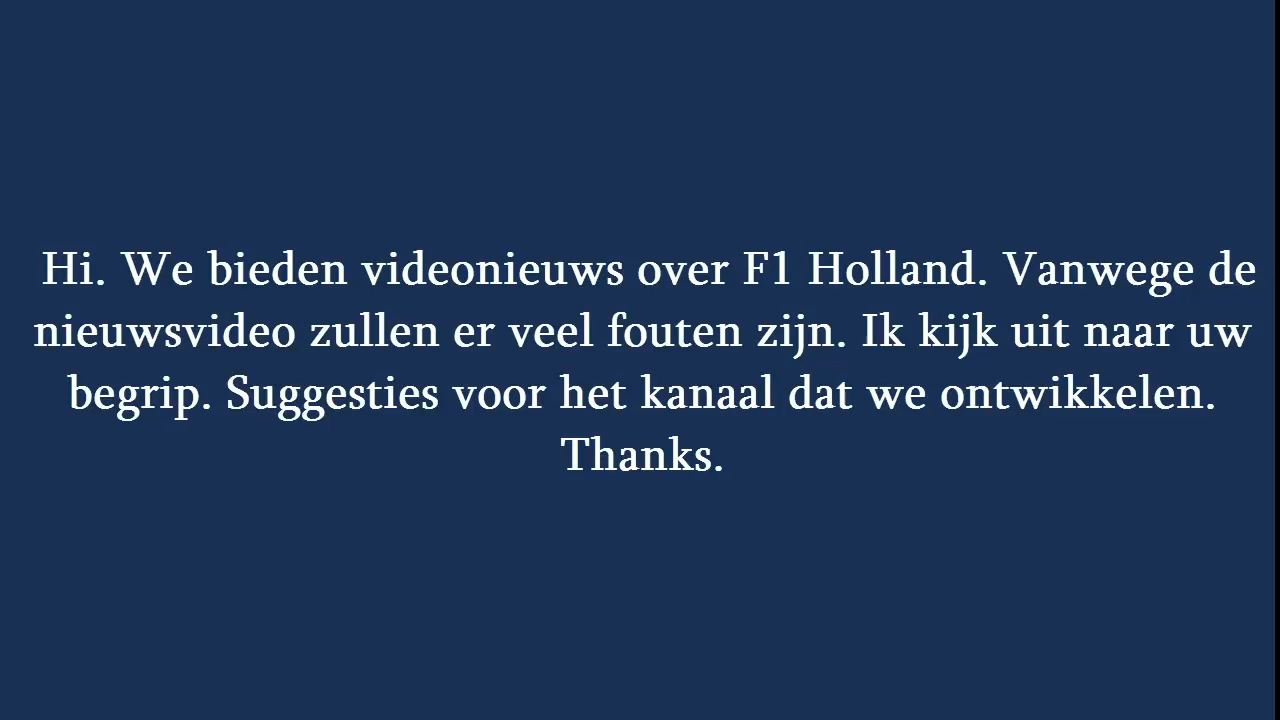 Hi. We bieden videonieuws over F1 Holland. Vanwege de
nieuwsvideo zullen er veel fouten zijn. Ik kijk uit naar uw
begrip. Suggesties voor het kanaal dat we ontwikkelen.
Thanks.